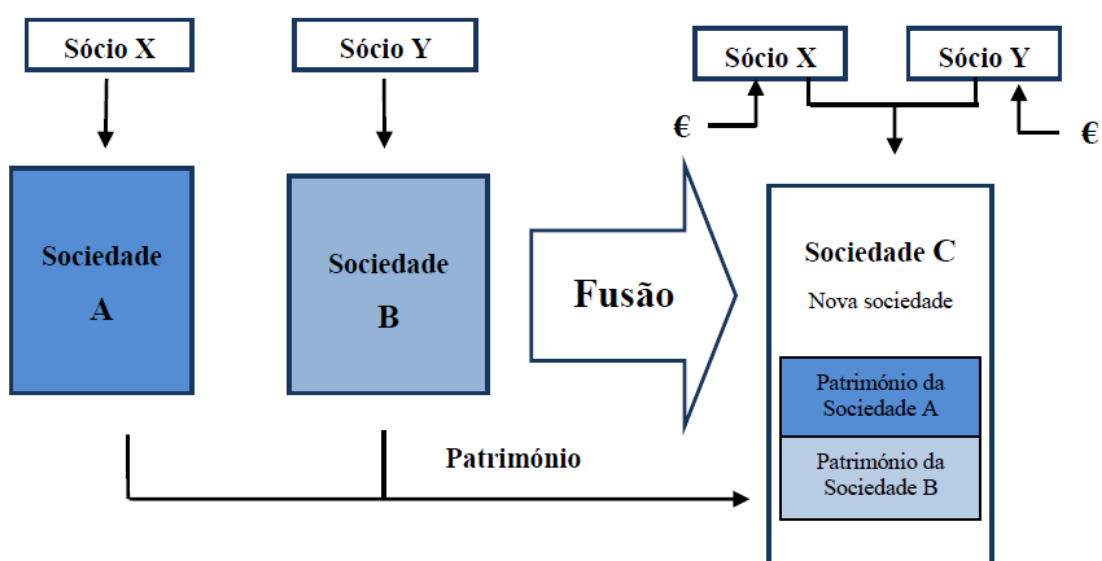 Sócio X
Sócio Y
Sócio X
Sócio Y
€
€
Sociedade
A
Sociedade
B
Fusão
Sociedade C
Nova sociedade
Património da
Sociedade A
Património da
Sociedade B
Património